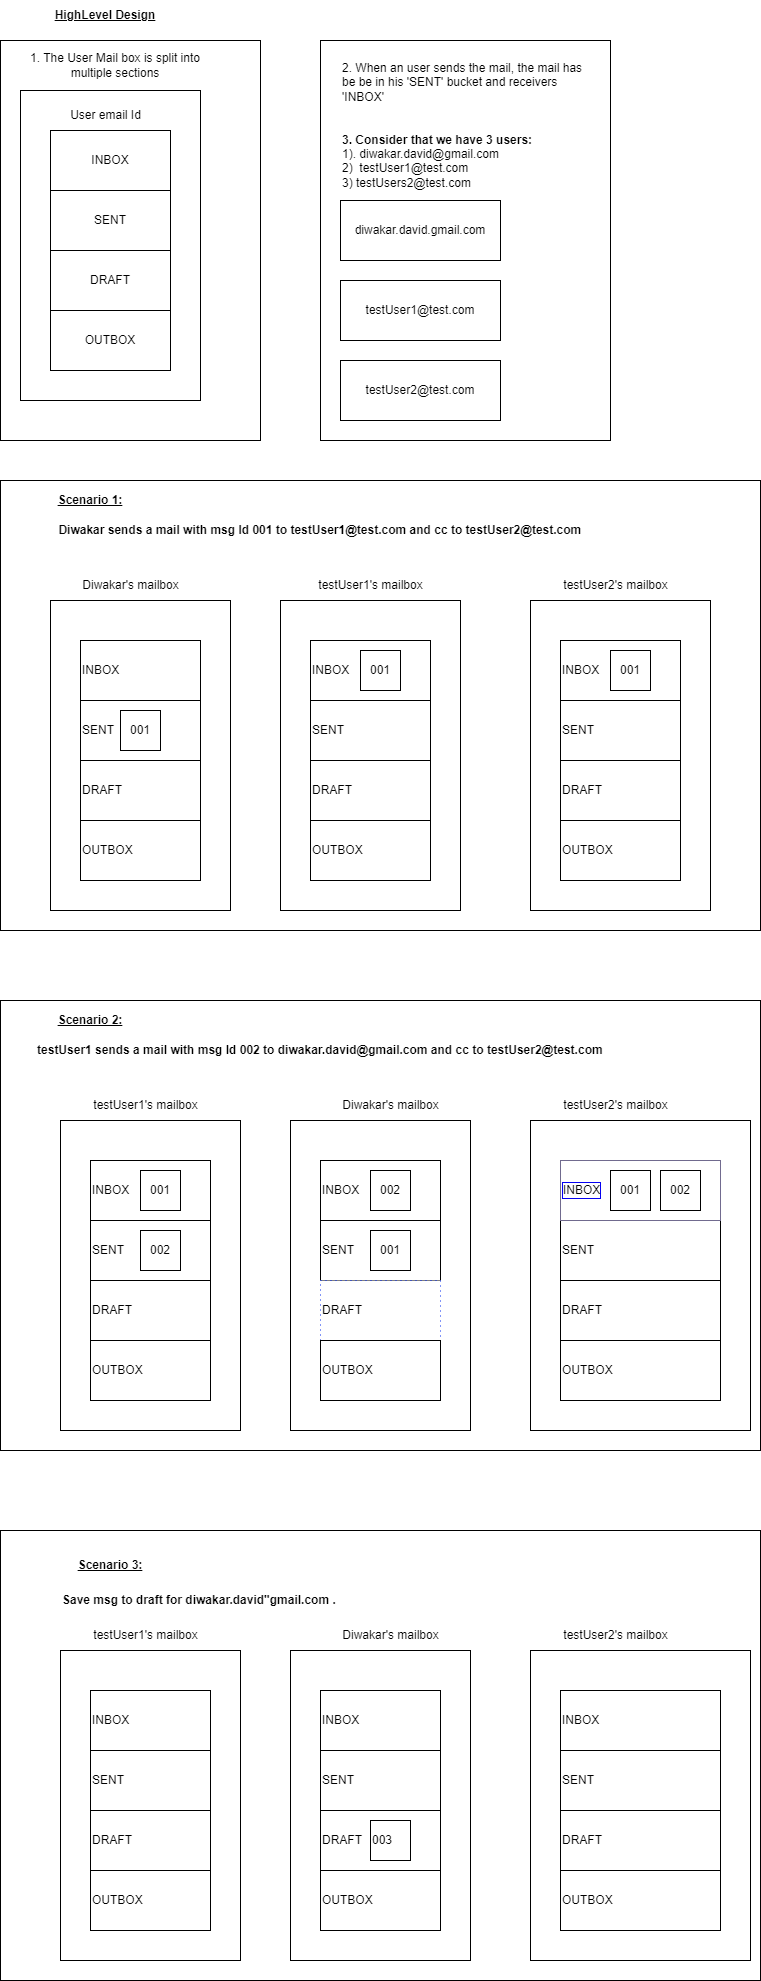 HighLevel Design
1. The User Mail box is split into
multiple sections
User email Id
INBOX
SENT
DRAFT
OUTBOX
2. When an user sends the mail, the mail has
be be in his 'SENT' bucket and receivers
'INBOX'
3. Consider that we have 3 users:
1). diwakar.david@gmail.com
2)  testUser1@test.com
3) testUsers2@test.com
diwakar.david.gmail.com
testUser1@test.com
testUser2@test.com
Scenario 1:
Diwakar sends a mail with msg Id 001 to testUser1@test.com and cc to testUser2@test.com
Diwakar's mailbox
INBOX
SENT 001
DRAFT
OUTBOX
testUser1's mailbox
INBOX 001
SENT
DRAFT
OUTBOX
testUser2's mailbox
INBOX 001
SENT
DRAFT
OUTBOX
Scenario 2:
testUser1 sends a mail with msg Id 002 to diwakar.david@gmail.com and cc to testUser2@test.com
testUser1's mailbox
INBOX 001
SENT 002
DRAFT
OUTBOX
Diwakar's mailbox
INBOX 002
SENT 001
DRAFT
OUTBOX
testUser2's mailbox
INBOX 001 002
SENT
DRAFT
OUTBOX
Scenario 3:
Save msg to draft for diwakar.david"gmail.com .
testUser1's mailbox
INBOX
SENT
DRAFT
OUTBOX
Diwakar's mailbox
INBOX
SENT
DRAFT 003
OUTBOX
testUser2's mailbox
INBOX
SENT
DRAFT
OUTBOX